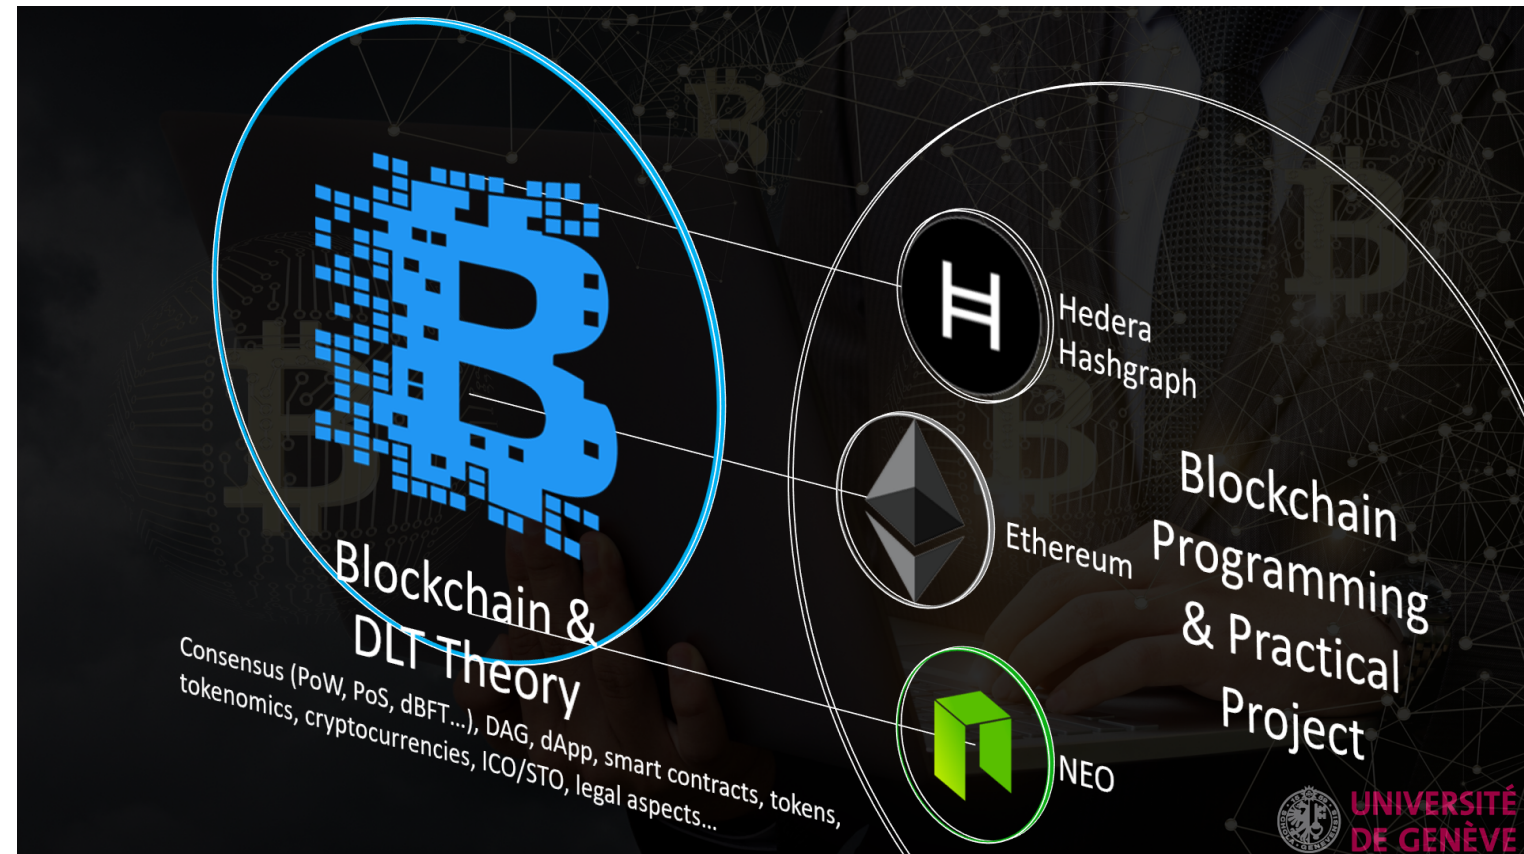 Blockchain &
DLT Theory
Consensus (PoW, PoS, dBFT...), DAG, dApp, smart contracts, tokens,
tokenomics, cryptocurrencies, ICO/STO, legal aspects...
Hedera
Hashgraph
Ethereum
NEO
Blockchain
Programming
& Practical
Project
UNIVERSITÉ
DE GENÈVE